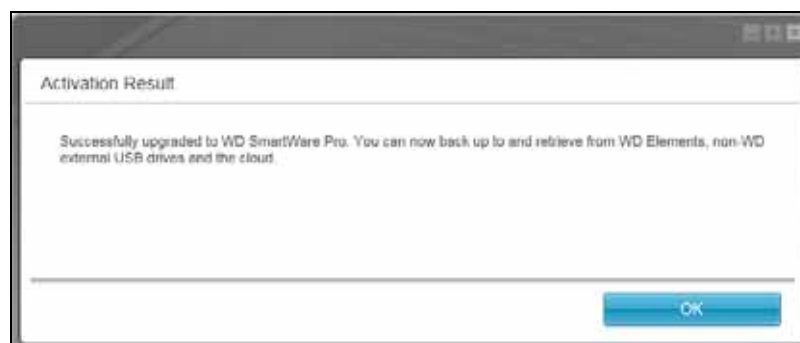 Activation Result
Successfully upgraded to WD SmartWare Pro. You can now back up to and retrieve from WD Elements, non-WD
external USB drives and the cloud.
OK